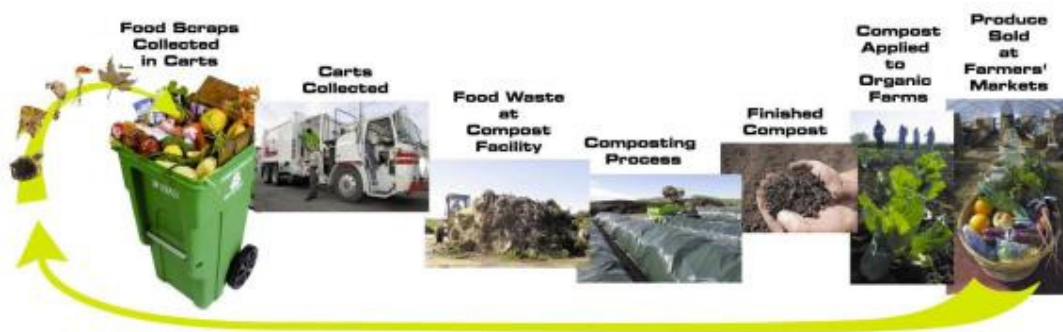 Food Scraps
Collected
in Carts
Carts
Collected
Food Waste
at
Compost
Facility
Composting
Process
Finished
Compost
Compost
Applied
to
Organic
Farms
Produce
Sold
at
Farmers'
Markets